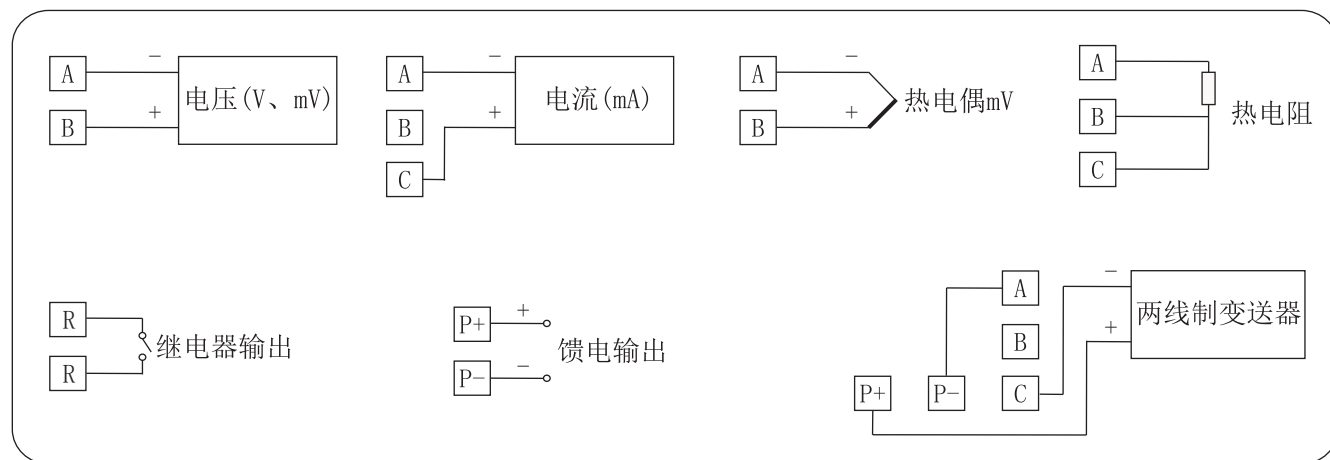 A − 电压(V、mV)
B +
A − 电流(mA)
B +
C
A − 热电偶mV
B +
A
B 热电阻
C
R 继电器输出
R
P+ + 馈电输出
P− −
A − 两线制变送器
B +
P+ P− C